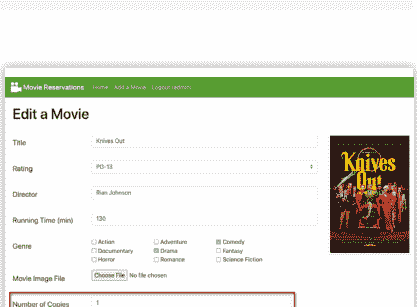 Movie Reservations Home Add a Movie Logout
Edit a Movie
Title Knives Out
Rating PG-13
Director Rian Johnson
Running Time (min) 130
Genre Action Adventure Comedy
Documentary Drama Fantasy
Horror Romance Science Fiction
Movie Image File Choose File No file chosen
Number of Copies 1
Knives
Out